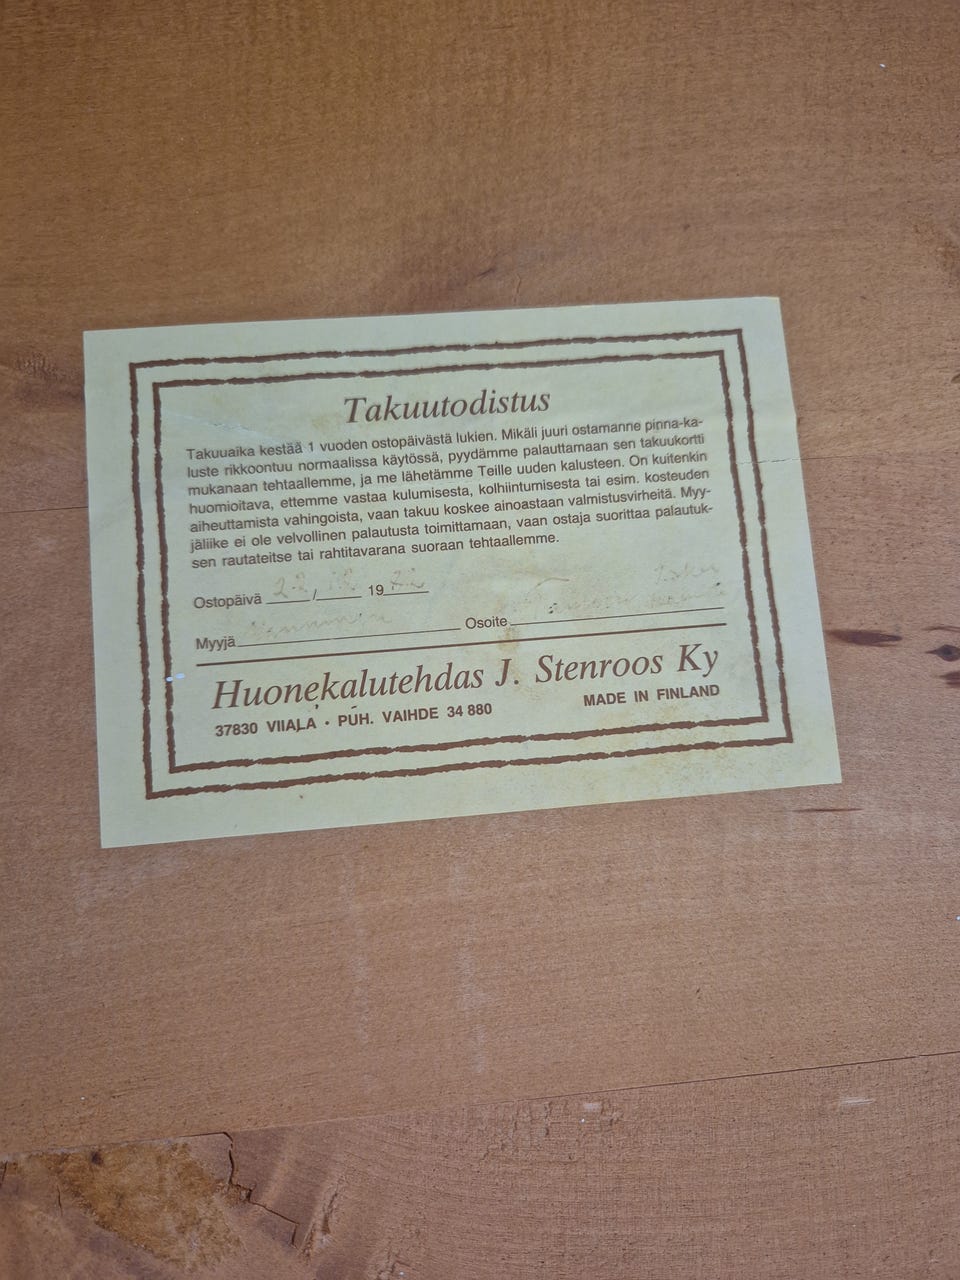 Takuutodistus
Takuuaika kestää 1 vuoden ostopäivästä lukien. Mikäli juuri ostamanne pinna-ka-
luste rikkoontuu normaalissa käytössä, pyydämme palauttamaan sen takuukortti
mukanaan tehtaallemme, ja me lähetämme Teille uuden kalusteen. On kuitenkin
huomioitava, ettemme vastaa kulumisesta, kolhiintumisesta tai esim. kosteuden
aiheuttamista vahingoista, vaan takuu koskee ainoastaan valmistusvirheitä. Myy-
jäliike ei ole velvollinen palautusta toimittamaan, vaan ostaja suorittaa palautuk-
sen rautateitse tai rahtitavarana suoraan tehtaallemme.
Ostopäivä / 19
Myyjä Osoite
Huonekalutehdas J. Stenroos Ky
37830 VIIALA • PUH. VAIHDE 34 880 MADE IN FINLAND